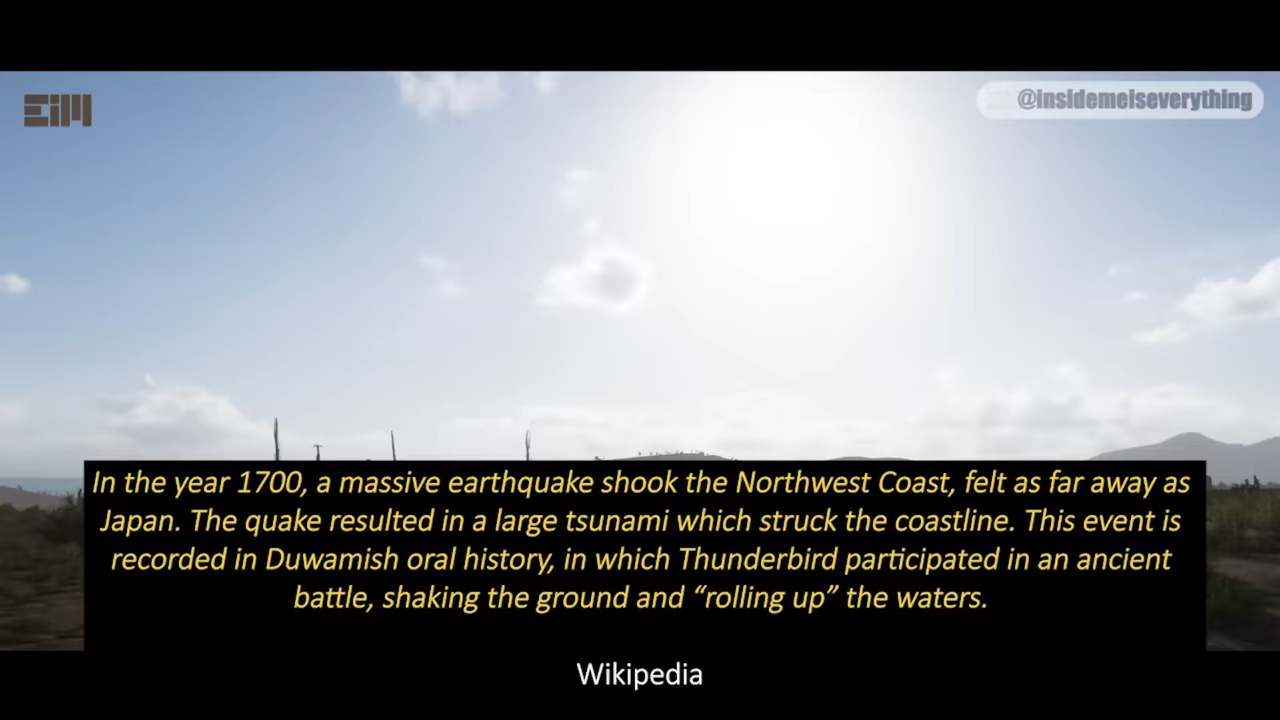 EiM
@insidemeiseverything
In the year 1700, a massive earthquake shook the Northwest Coast, felt as far away as
Japan. The quake resulted in a large tsunami which struck the coastline. This event is
recorded in Duwamish oral history, in which Thunderbird participated in an ancient
battle, shaking the ground and “rolling up” the waters.
Wikipedia